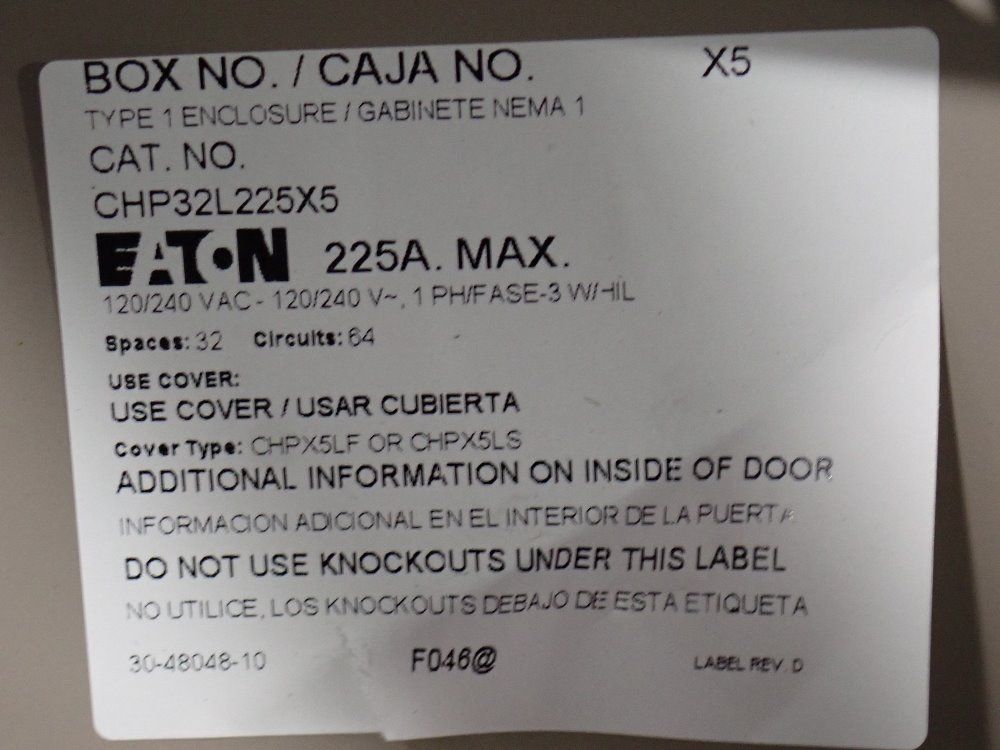 BOX NO. / CAJA NO. X5
TYPE 1 ENCLOSURE / GABINETE NEMA 1
CAT. NO.
CHP32L225X5
EATON 225A. MAX.
120/240 VAC - 120/240 V~, 1 PH/FASE-3 W/HIL
Spaces: 32 Circuits: 64
USE COVER:
USE COVER / USAR CUBIERTA
Cover Type: CHPX5LF OR CHPX5LS
ADDITIONAL INFORMATION ON INSIDE OF DOOR
INFORMACION ADICIONAL EN EL INTERIOR DE LA PUERTA
DO NOT USE KNOCKOUTS UNDER THIS LABEL
NO UTILICE, LOS KNOCKOUTS DEBAJO DE ESTA ETIQUETA
30-48048-10 F046@ LABEL REV. D